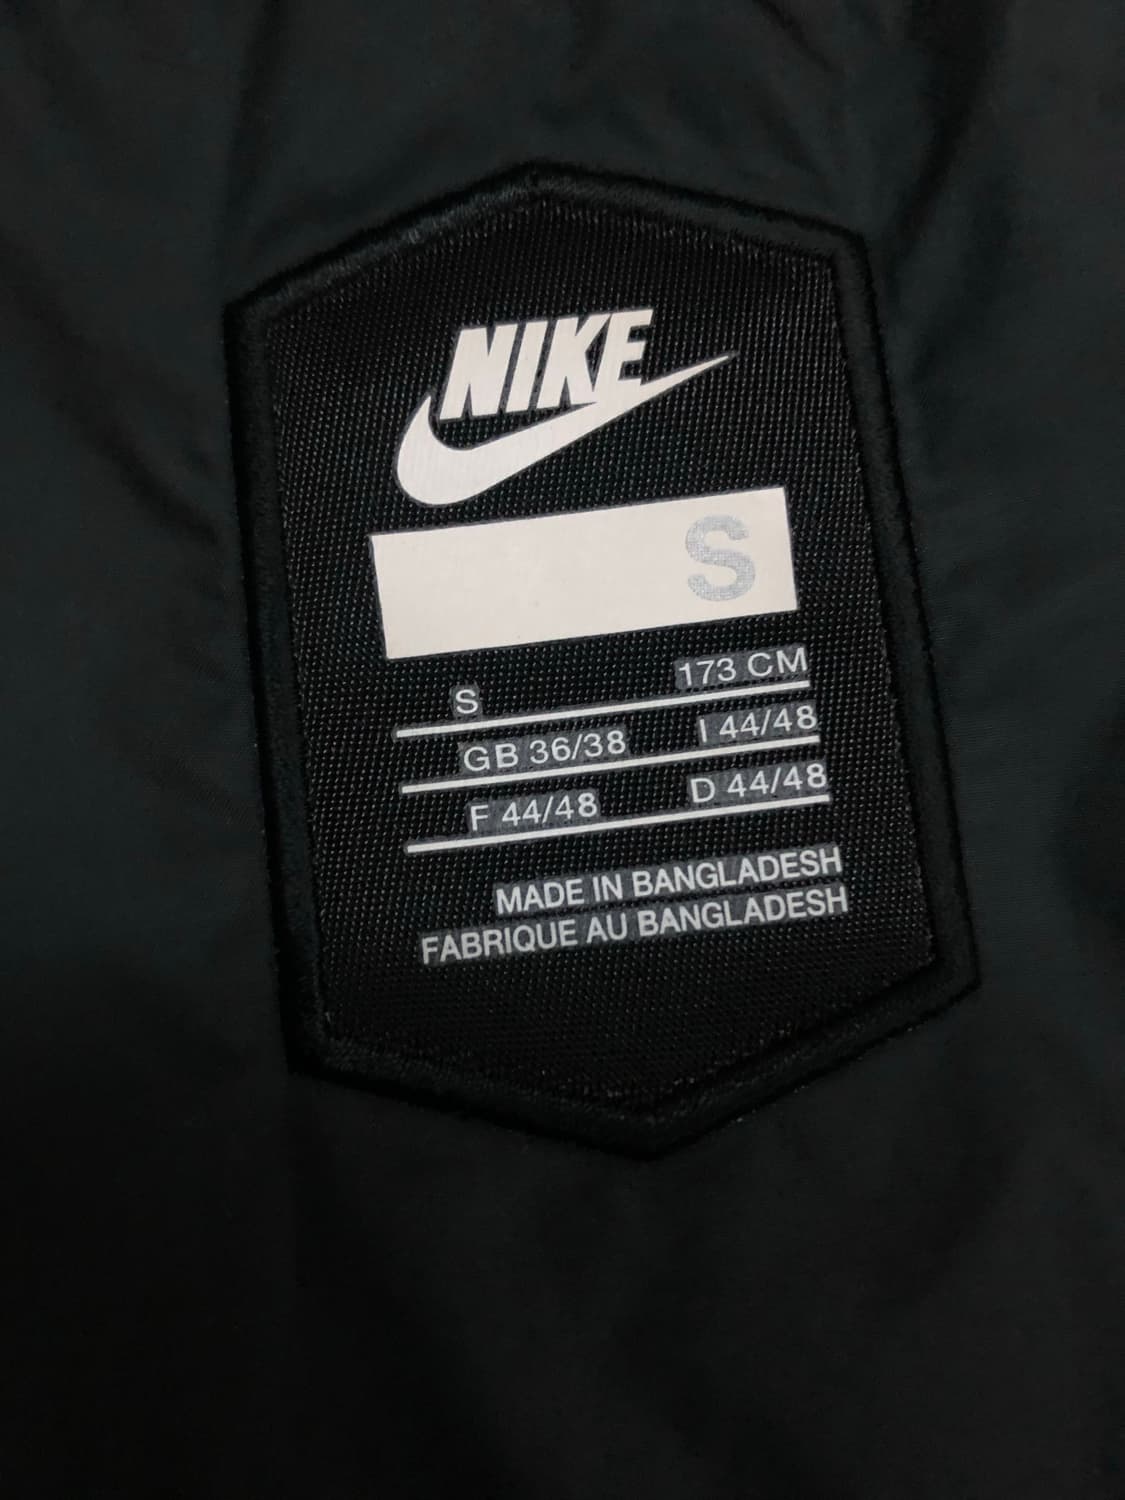 NIKE
S
S 173 CM
GB 36/38 I 44/48
F 44/48 D 44/48
MADE IN BANGLADESH
FABRIQUE AU BANGLADESH